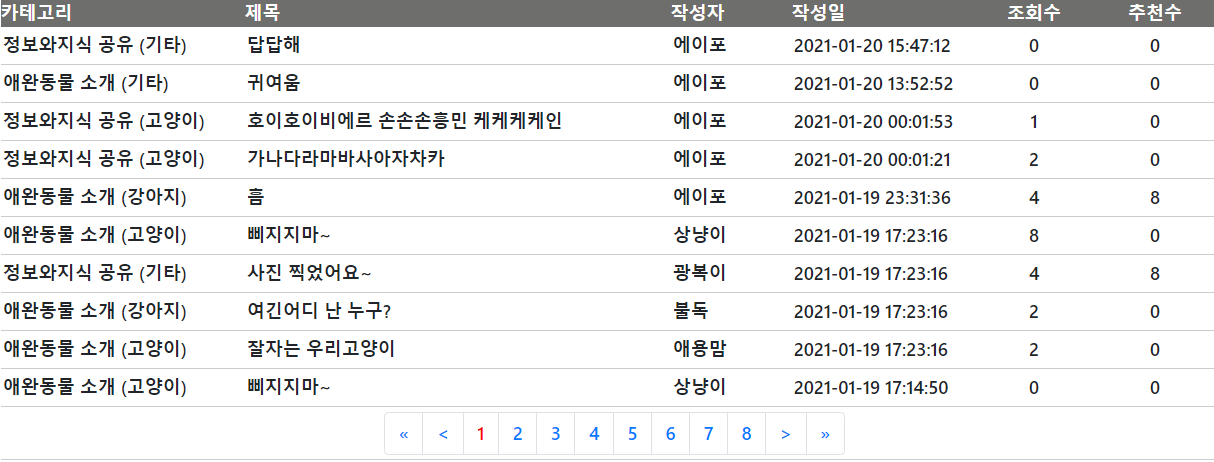 카테고리 제목 작성자 작성일 조회수 추천수
정보와지식 공유 (기타) 답답해 에이포 2021-01-20 15:47:12 0 0
애완동물 소개 (기타) 귀여움 에이포 2021-01-20 13:52:52 0 0
정보와지식 공유 (고양이) 호이호이비에르 손손손흥민 케케케케인 에이포 2021-01-20 00:01:53 1 0
정보와지식 공유 (고양이) 가나다라마바사아자차카 에이포 2021-01-20 00:01:21 2 0
애완동물 소개 (강아지) 흠 에이포 2021-01-19 23:31:36 4 8
애완동물 소개 (고양이) 삐지지마~ 상냥이 2021-01-19 17:23:16 8 0
정보와지식 공유 (기타) 사진 찍었어요~ 광복이 2021-01-19 17:23:16 4 8
애완동물 소개 (강아지) 여긴어디 난 누구? 불독 2021-01-19 17:23:16 2 0
애완동물 소개 (고양이) 잘자는 우리고양이 애용맘 2021-01-19 17:23:16 2 0
애완동물 소개 (고양이) 삐지지마~ 상냥이 2021-01-19 17:14:50 0 0
« < 1 2 3 4 5 6 7 8 > »